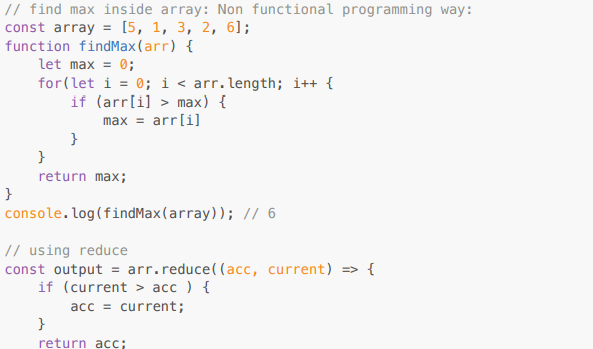 // find max inside array: Non functional programming way:
const array = [5, 1, 3, 2, 6];
function findMax(arr) {
    let max = 0;
    for(let i = 0; i < arr.length; i++ {
        if (arr[i] > max) {
            max = arr[i]
        }
    }
    return max;
}
console.log(findMax(array)); // 6

// using reduce
const output = arr.reduce((acc, current) => {
    if (current > acc ) {
        acc = current;
    }
    return acc;